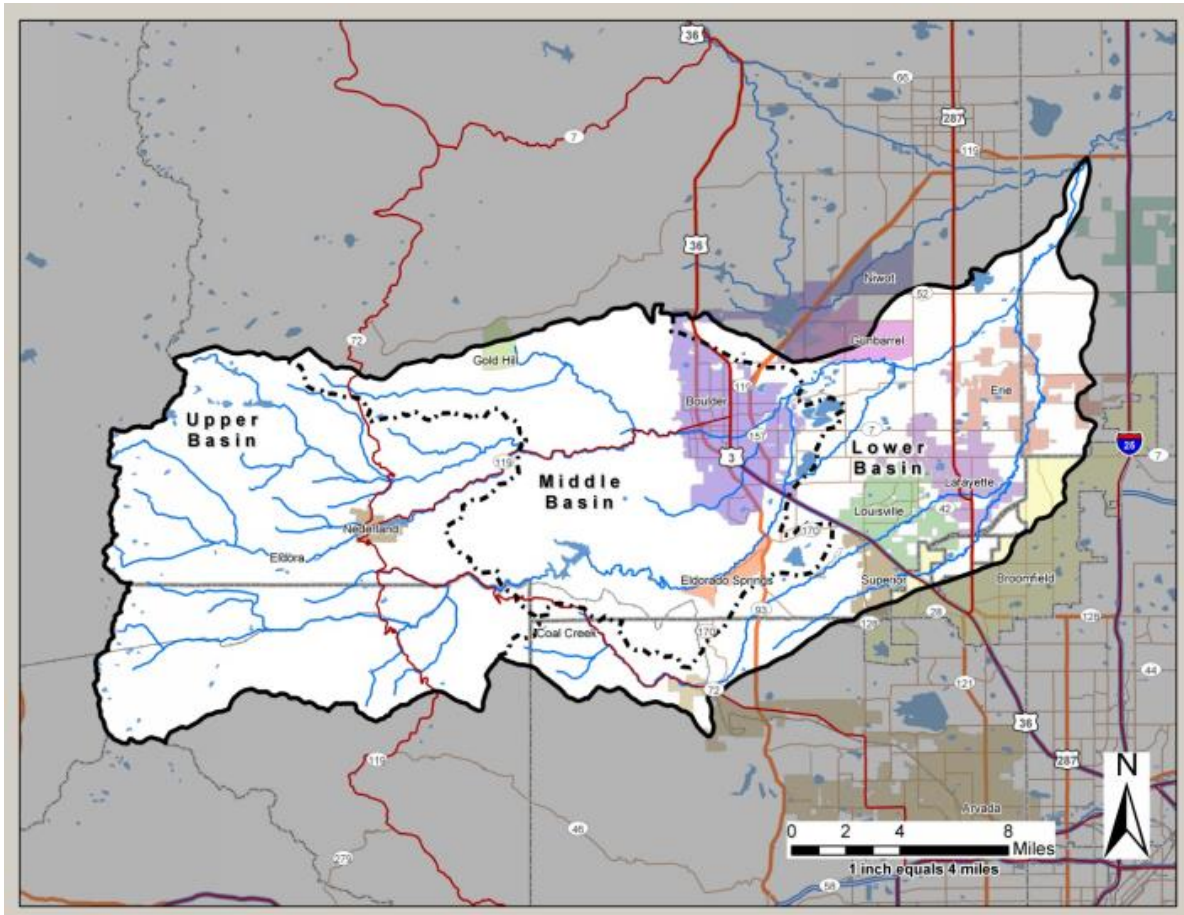 36
66
287
7
119
36
Niwot
52
72
Gunbarrel
Gold Hill
119
Erie
Boulder
Upper
Basin
7
157
Lower
Basin
3
25
7
119
Middle
Basin
Lafayette
42
Louisville
Nederland
170
Eldora
Eldorado Springs
Superior
Broomfield
93
28
128
128
Coal Creek
170
44
72
121
36
119
287
N
Arvada
46
0 2 4 8
Miles
279
1 inch equals 4 miles
58